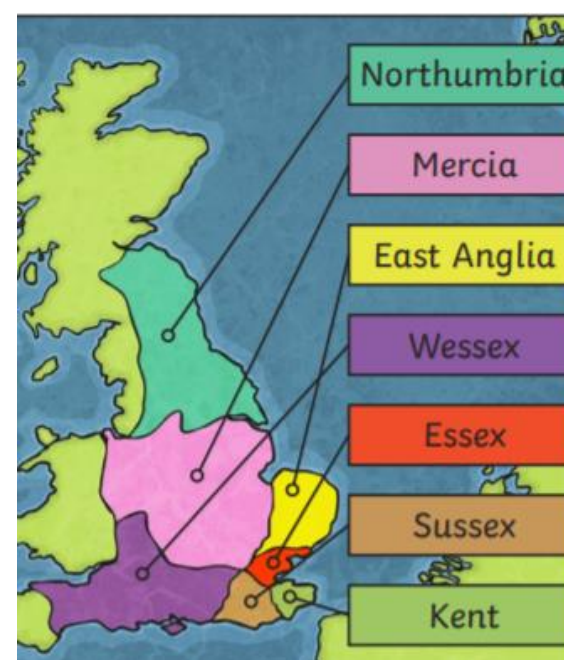 Northumbria
Mercia
East Anglia
Wessex
Essex
Sussex
Kent